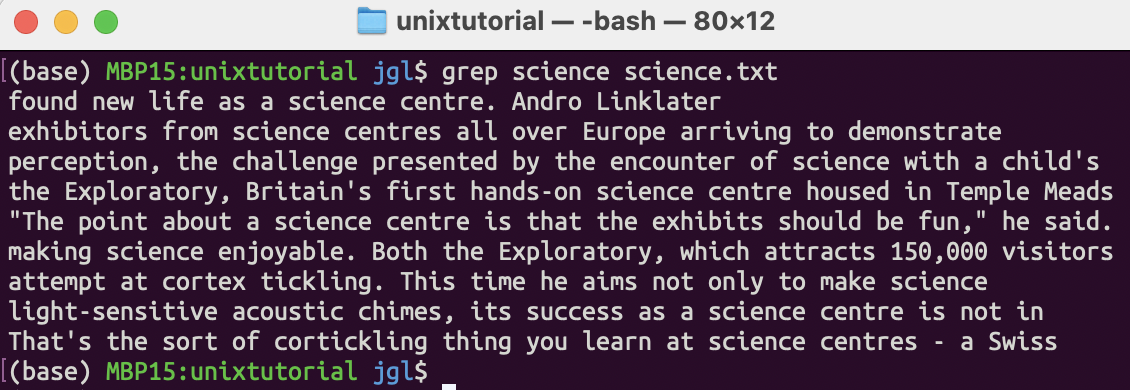 unixtutorial — -bash — 80×12
(base) MBP15:unixtutorial jgl$ grep science science.txt
found new life as a science centre. Andro Linklater
exhibitors from science centres all over Europe arriving to demonstrate
perception, the challenge presented by the encounter of science with a child's
the Exploratory, Britain's first hands-on science centre housed in Temple Meads
"The point about a science centre is that the exhibits should be fun," he said.
making science enjoyable. Both the Exploratory, which attracts 150,000 visitors
attempt at cortex tickling. This time he aims not only to make science
light-sensitive acoustic chimes, its success as a science centre is not in
That's the sort of cortickling thing you learn at science centres - a Swiss
(base) MBP15:unixtutorial jgl$